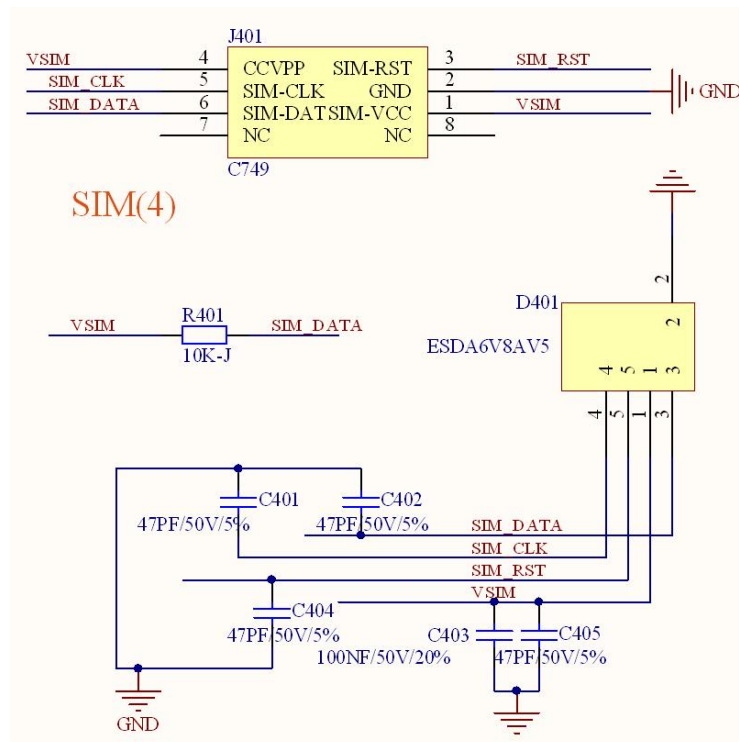 J401
VSIM 4 CCVPP SIM-RST 3 SIM_RST
SIM_CLK 5 SIM-CLK GND 2 GND
SIM_DATA 6 SIM-DAT SIM-VCC 1 VSIM
7 NC NC 8
C749
SIM(4)
2
D401
2
ESDA6V8AV5
4 5 1 3
4 5 1 3
R401
VSIM SIM_DATA
10K-J
C401 C402
47PF/50V/5% 47PF/50V/5% SIM_DATA
SIM_CLK
SIM_RST
VSIM
C404
47PF/50V/5%
C403 C405
100NF/50V/20% 47PF/50V/5%
GND